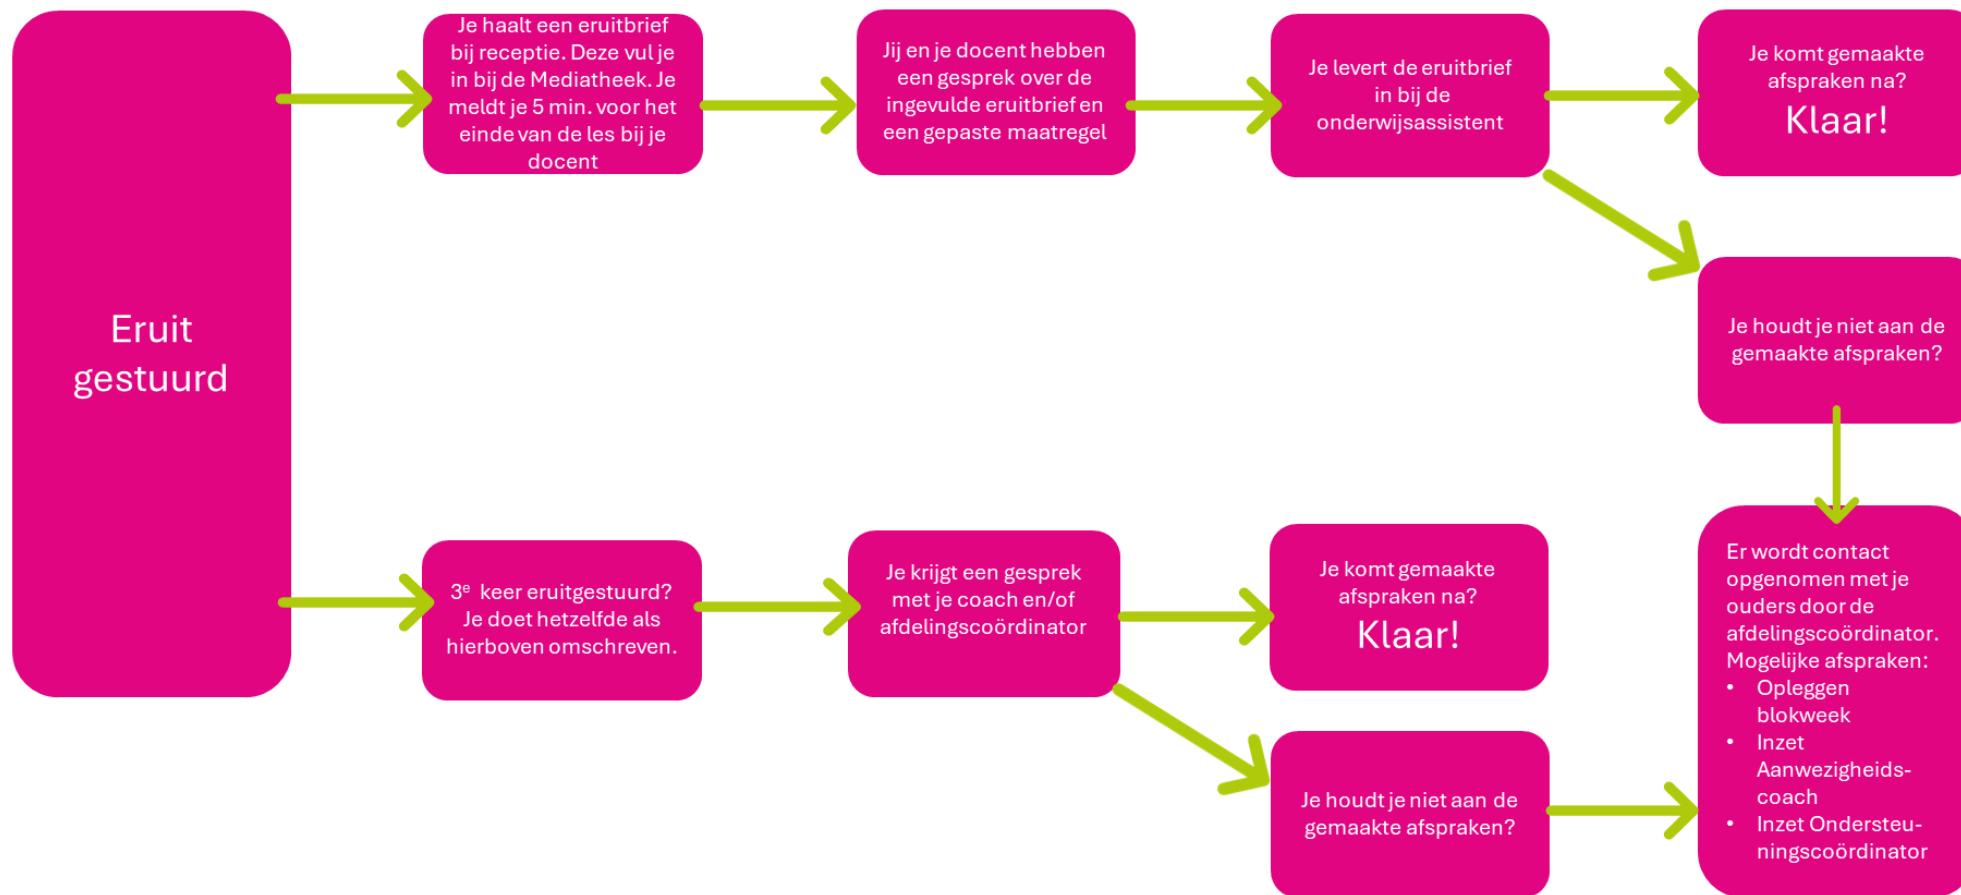 Eruit
gestuurd
Je haalt een eruitbrief
bij receptie. Deze vul je
in bij de Mediatheek. Je
meldt je 5 min. voor het
einde van de les bij je
docent
Jij en je docent hebben
een gesprek over de
ingevulde eruitbrief en
een gepaste maatregel
Je levert de eruitbrief
in bij de
onderwijsassistent
Je komt gemaakte
afspraken na?
Klaar!
Je houdt je niet aan de
gemaakte afspraken?
3e keer eruitgestuurd?
Je doet hetzelfde als
hierboven omschreven.
Je krijgt een gesprek
met je coach en/of
afdelingscoördinator
Je komt gemaakte
afspraken na?
Klaar!
Je houdt je niet aan de
gemaakte afspraken?
Er wordt contact
opgenomen met je
ouders door de
afdelingscoördinator.
Mogelijke afspraken:
• Opleggen
blokweek
• Inzet
Aanwezigheids-
coach
• Inzet Ondersteu-
ningscoördinator